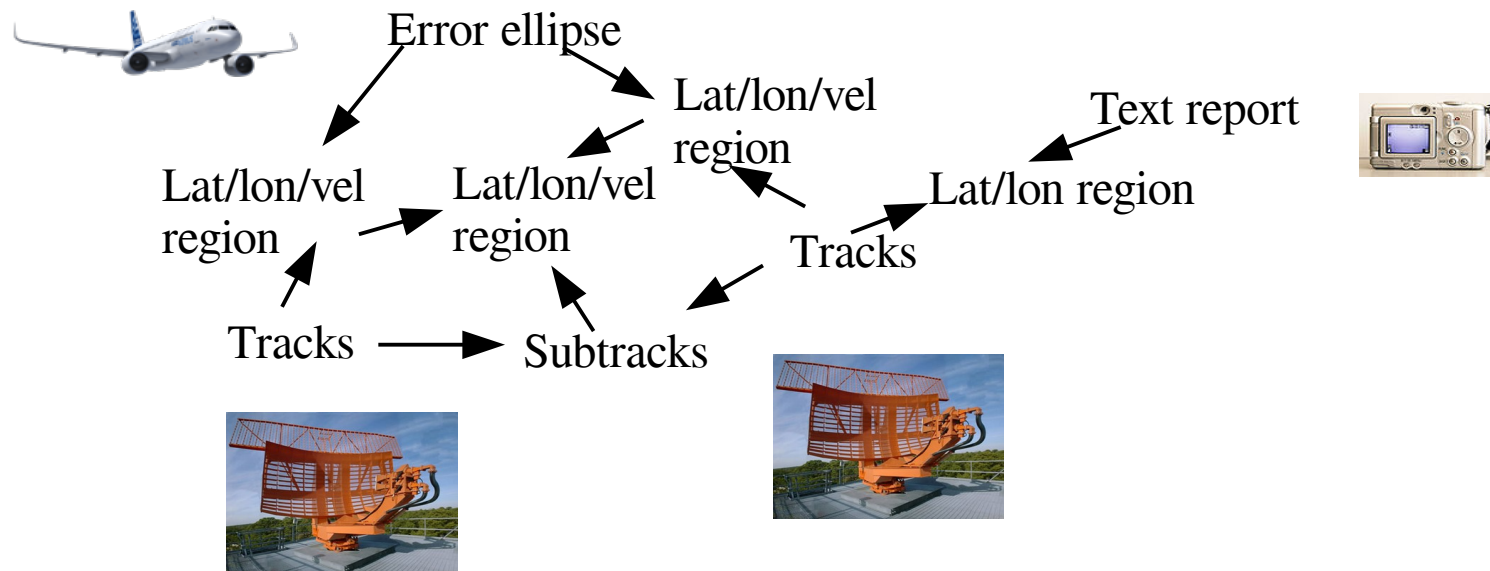 Error ellipse
Lat/lon/vel
region
Text report
Lat/lon/vel
region
Lat/lon/vel
region
Lat/lon region
Tracks
Tracks
Subtracks